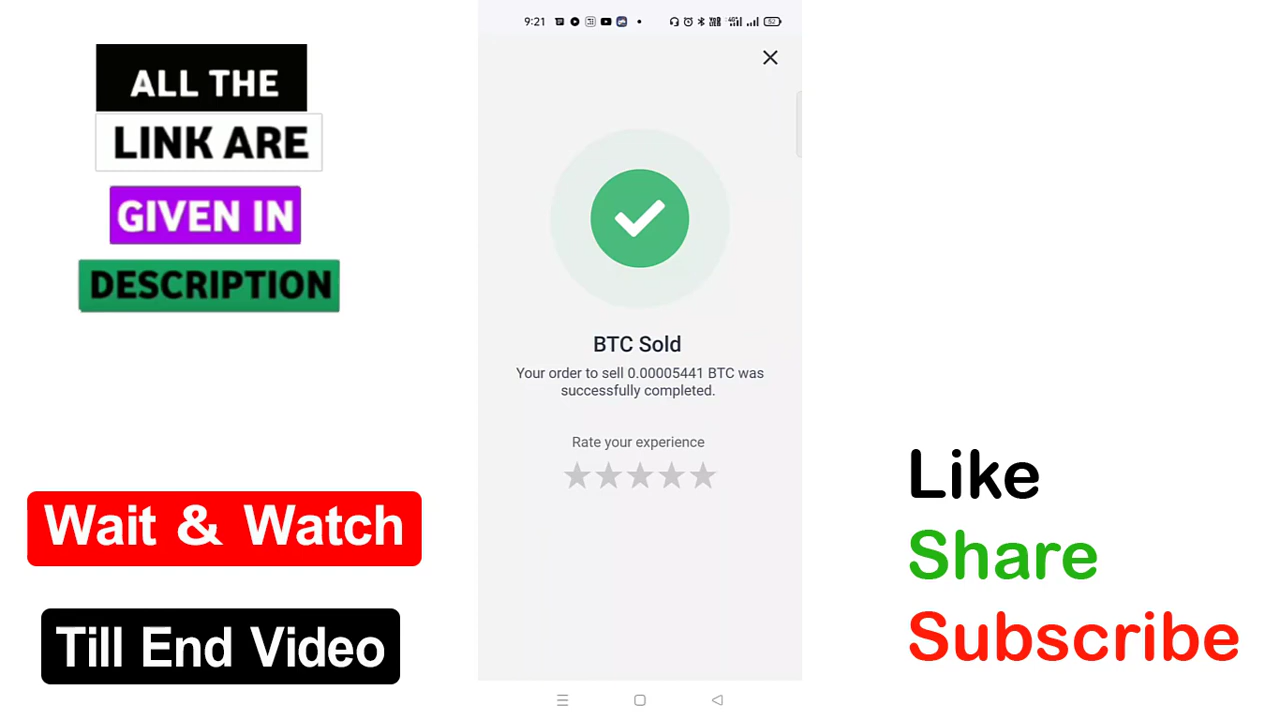 ALL THE
LINK ARE
GIVEN IN
DESCRIPTION
Wait & Watch
Till End Video
9:21
52
BTC Sold
Your order to sell 0.00005441 BTC was
successfully completed.
Rate your experience
Like
Share
Subscribe